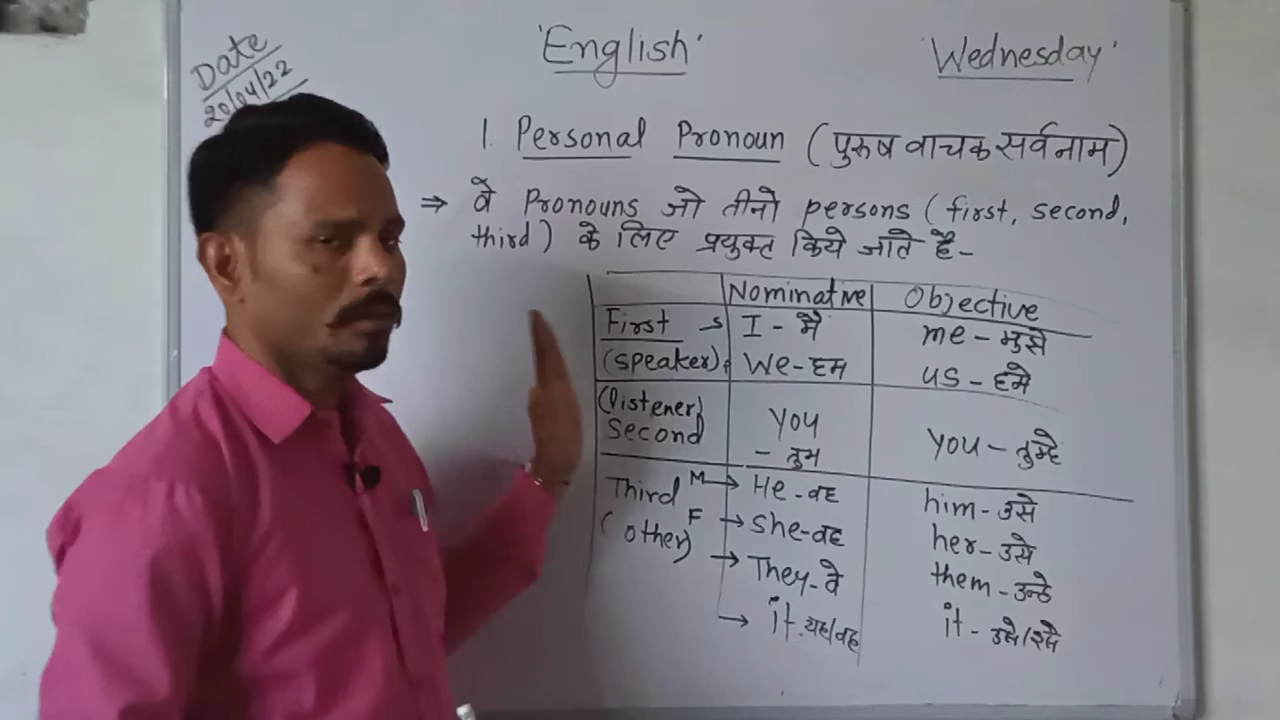 Date
20/04/22
'English'
'Wednesday'
1. Personal Pronoun (पुरुष वाचक सर्वनाम)
⇒ वे Pronouns जो तीनो persons (first, second,
third) के लिए प्रयुक्त किये जाते है-
Nominative Objective
First S I - मै me - मुझे
(speaker) P We - हम us - हमे
(listener)
Second You - तुम you - तुम्हे
Third M → He - वह him - उसे
(other) F → She - वह her - उसे
→ They - वे them - उन्हे
→ it - यह/वह it - उसे/इसे